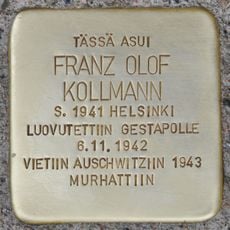 TÄSSÄ ASUI
FRANZ OLOF
KOLLMANN
S. 1941 HELSINKI
LUOVUTETTIIN GESTAPOLLE
6.11.1942
VIETIIN AUSCHWITZIIN 1943
MURHATTIIN